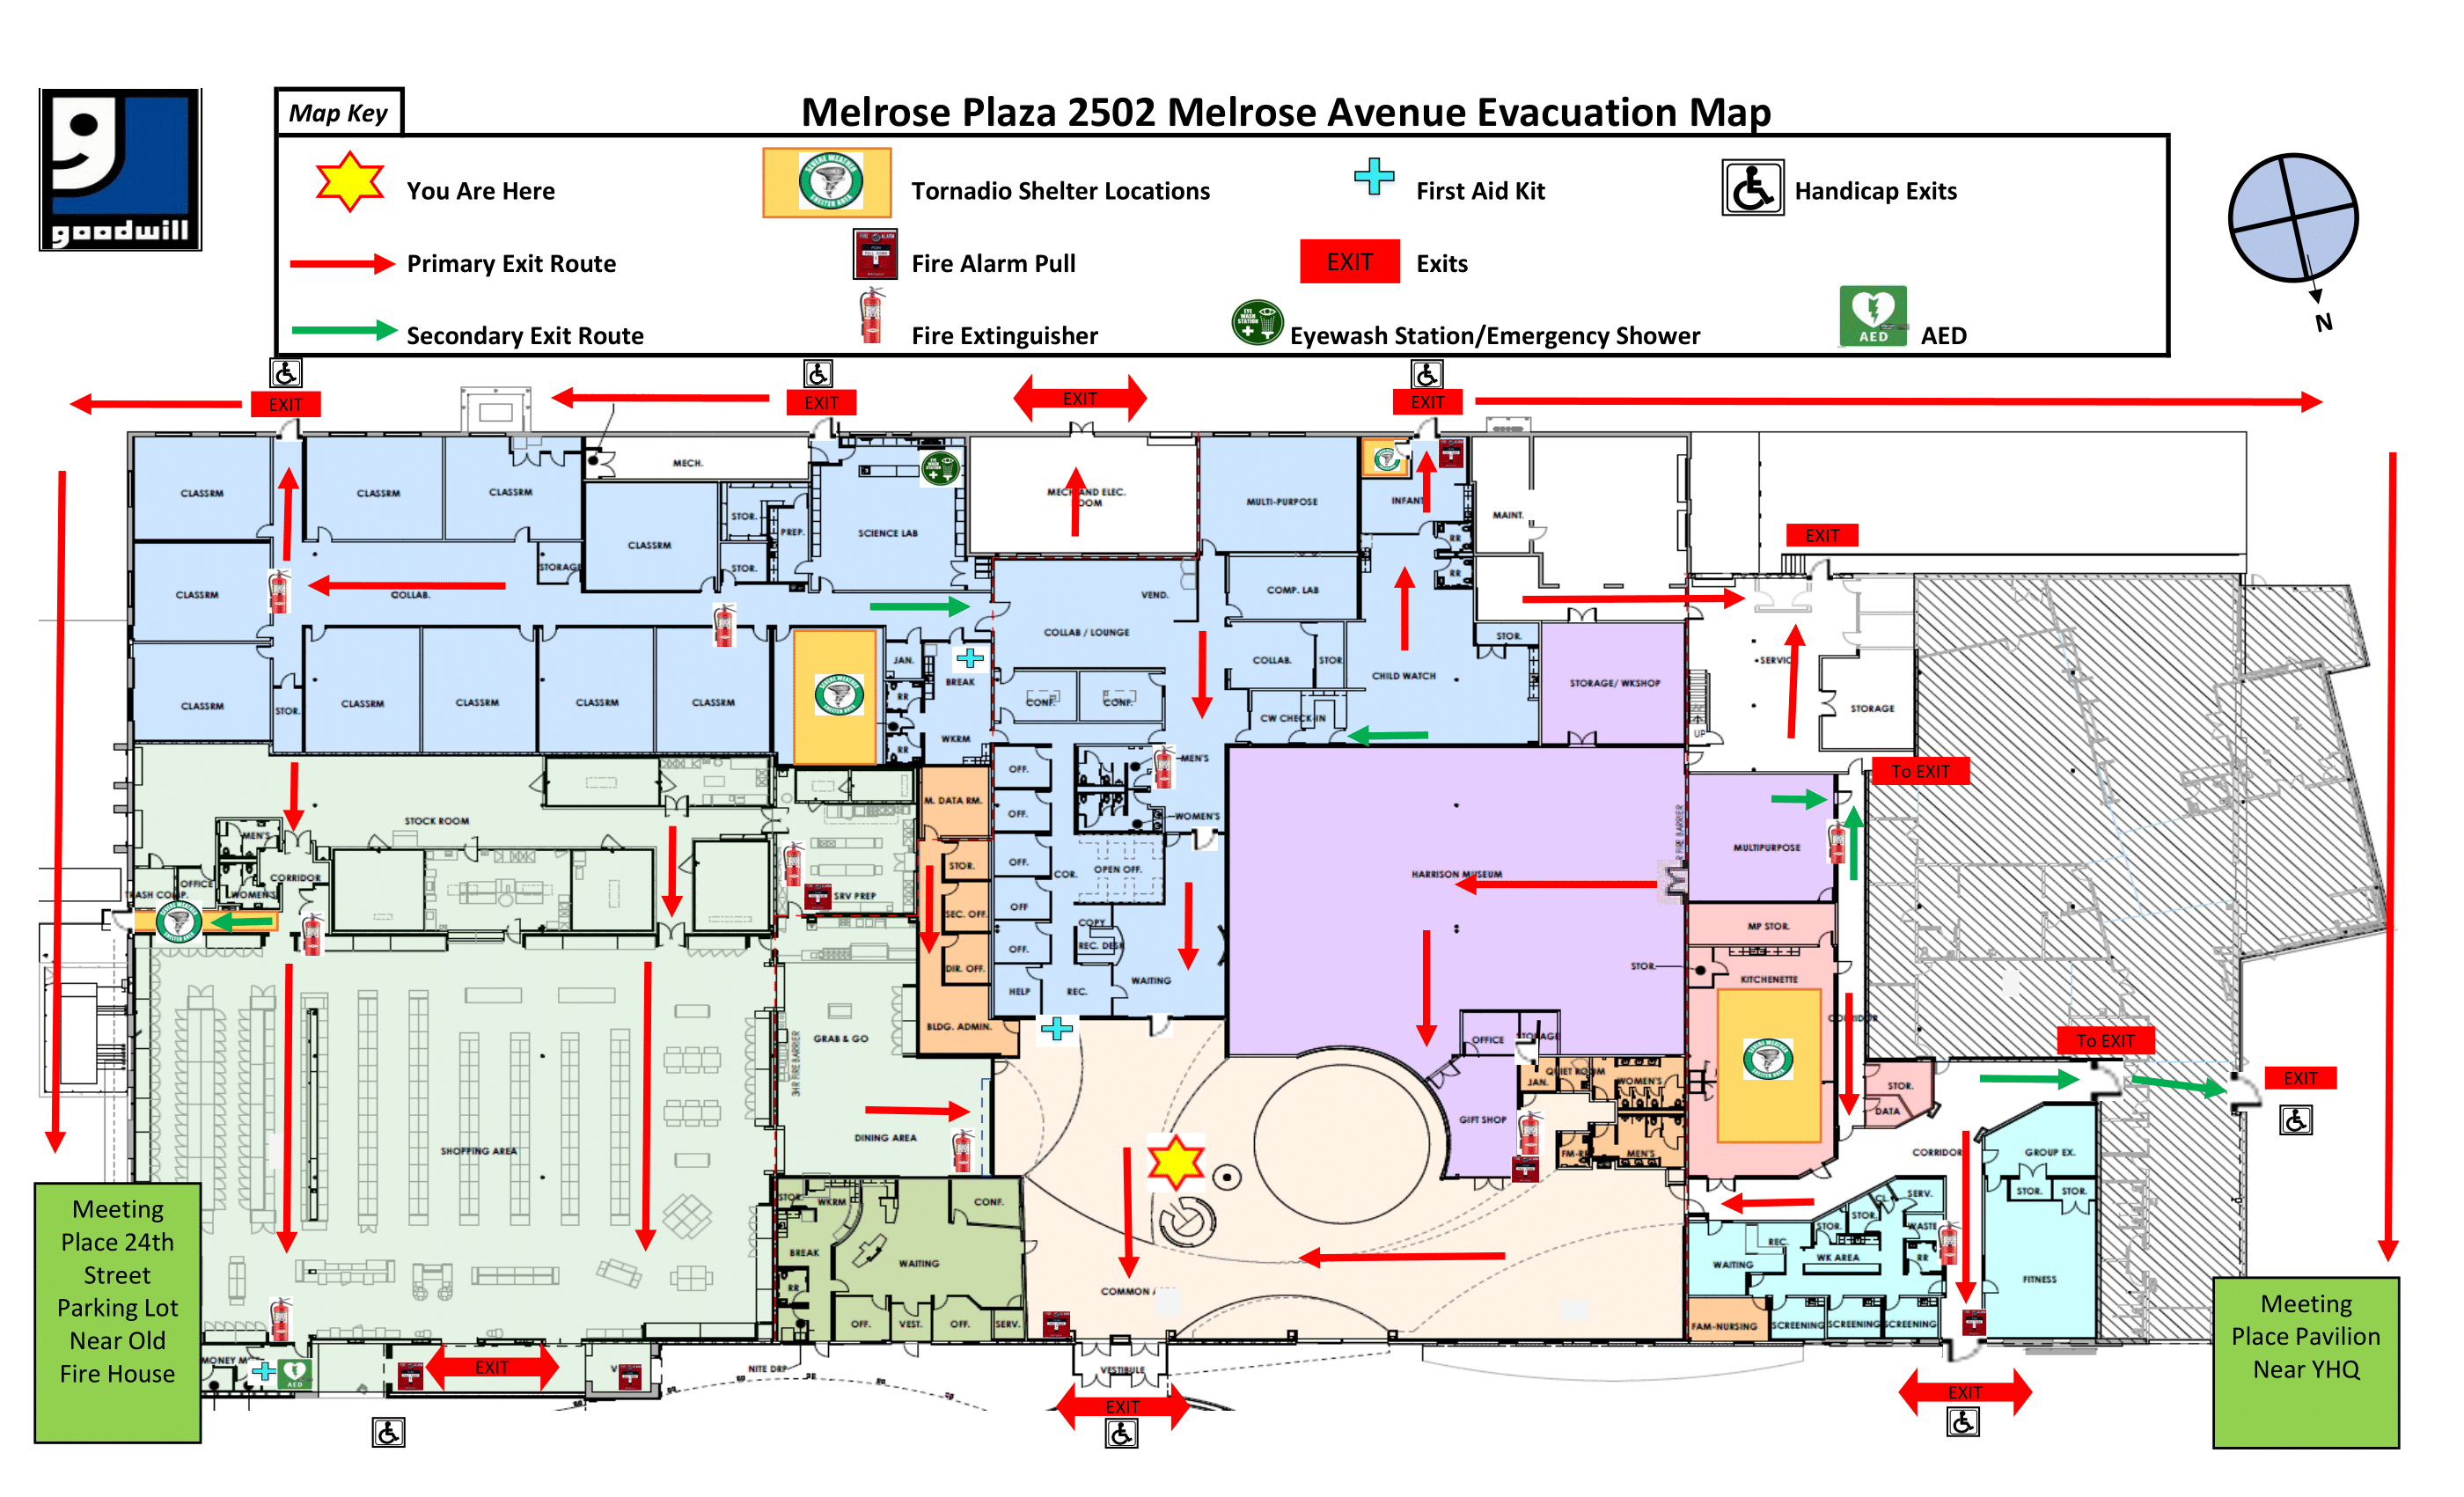 goodwill
Map Key
Melrose Plaza 2502 Melrose Avenue Evacuation Map
You Are Here
Tornadio Shelter Locations
First Aid Kit
Handicap Exits
Primary Exit Route
Fire Alarm Pull
EXIT
Exits
Secondary Exit Route
Fire Extinguisher
Eyewash Station/Emergency Shower
AED
AED
N
EXIT
EXIT
EXIT
EXIT
CLASSRM
CLASSRM
CLASSRM
MECH.
CLASSRM
STOR.
PREP.
STOR.
SCIENCE LAB
MECH AND ELEC.
MULTI-PURPOSE
INFANT
RR
RR
MAINT.
EXIT
CLASSRM
COLLAB.
STORAGE
VEND.
COMP. LAB
COLLAB / LOUNGE
COLLAB.
STOR.
CHILD WATCH
STOR.
STORAGE/ WKSHOP
STORAGE
UP
CLASSRM
STOR.
CLASSRM
CLASSRM
CLASSRM
CLASSRM
JAN.
RR
RR
BREAK
WKRM
CONF.
CONF.
CW CHECK-IN
To EXIT
STOCK ROOM
MEN'S
WOMEN'S
OFFICE
CORRIDOR
SRV PREP
M. DATA RM.
STOR.
SEC. OFF.
DIR. OFF.
BLDG. ADMIN.
OFF.
OFF.
OFF.
OFF
OFF.
HELP
MEN'S
WOMEN'S
COR.
OPEN OFF.
COPY
REC. DESK
REC.
WAITING
HARRISON MUSEUM
MULTIPURPOSE
MP STOR.
STOR.
KITCHENETTE
CORRIDOR
To EXIT
GRAB & GO
3HR FIRE BARRIER
DINING AREA
SHOPPING AREA
OFFICE
STORAGE
GIFT SHOP
JAN.
QUIET ROOM
WOMEN'S
MEN'S
STOR.
DATA
CORRIDOR
EXIT
GROUP EX.
STOR.
STOR.
FITNESS
STOR.
WKRM
CONF.
BREAK
RR
WAITING
OFF.
VEST.
OFF.
SERV.
COMMON
CL.
SERV.
STOR.
STOR.
WASTE
REC.
WK AREA
RR
WAITING
FAM-NURSING
SCREENING
SCREENING
SCREENING
Meeting
Place 24th
Street
Parking Lot
Near Old
Fire House
Meeting
Place Pavilion
Near YHQ
AED
EXIT
NITE DRP
VESTIBULE
EXIT
EXIT